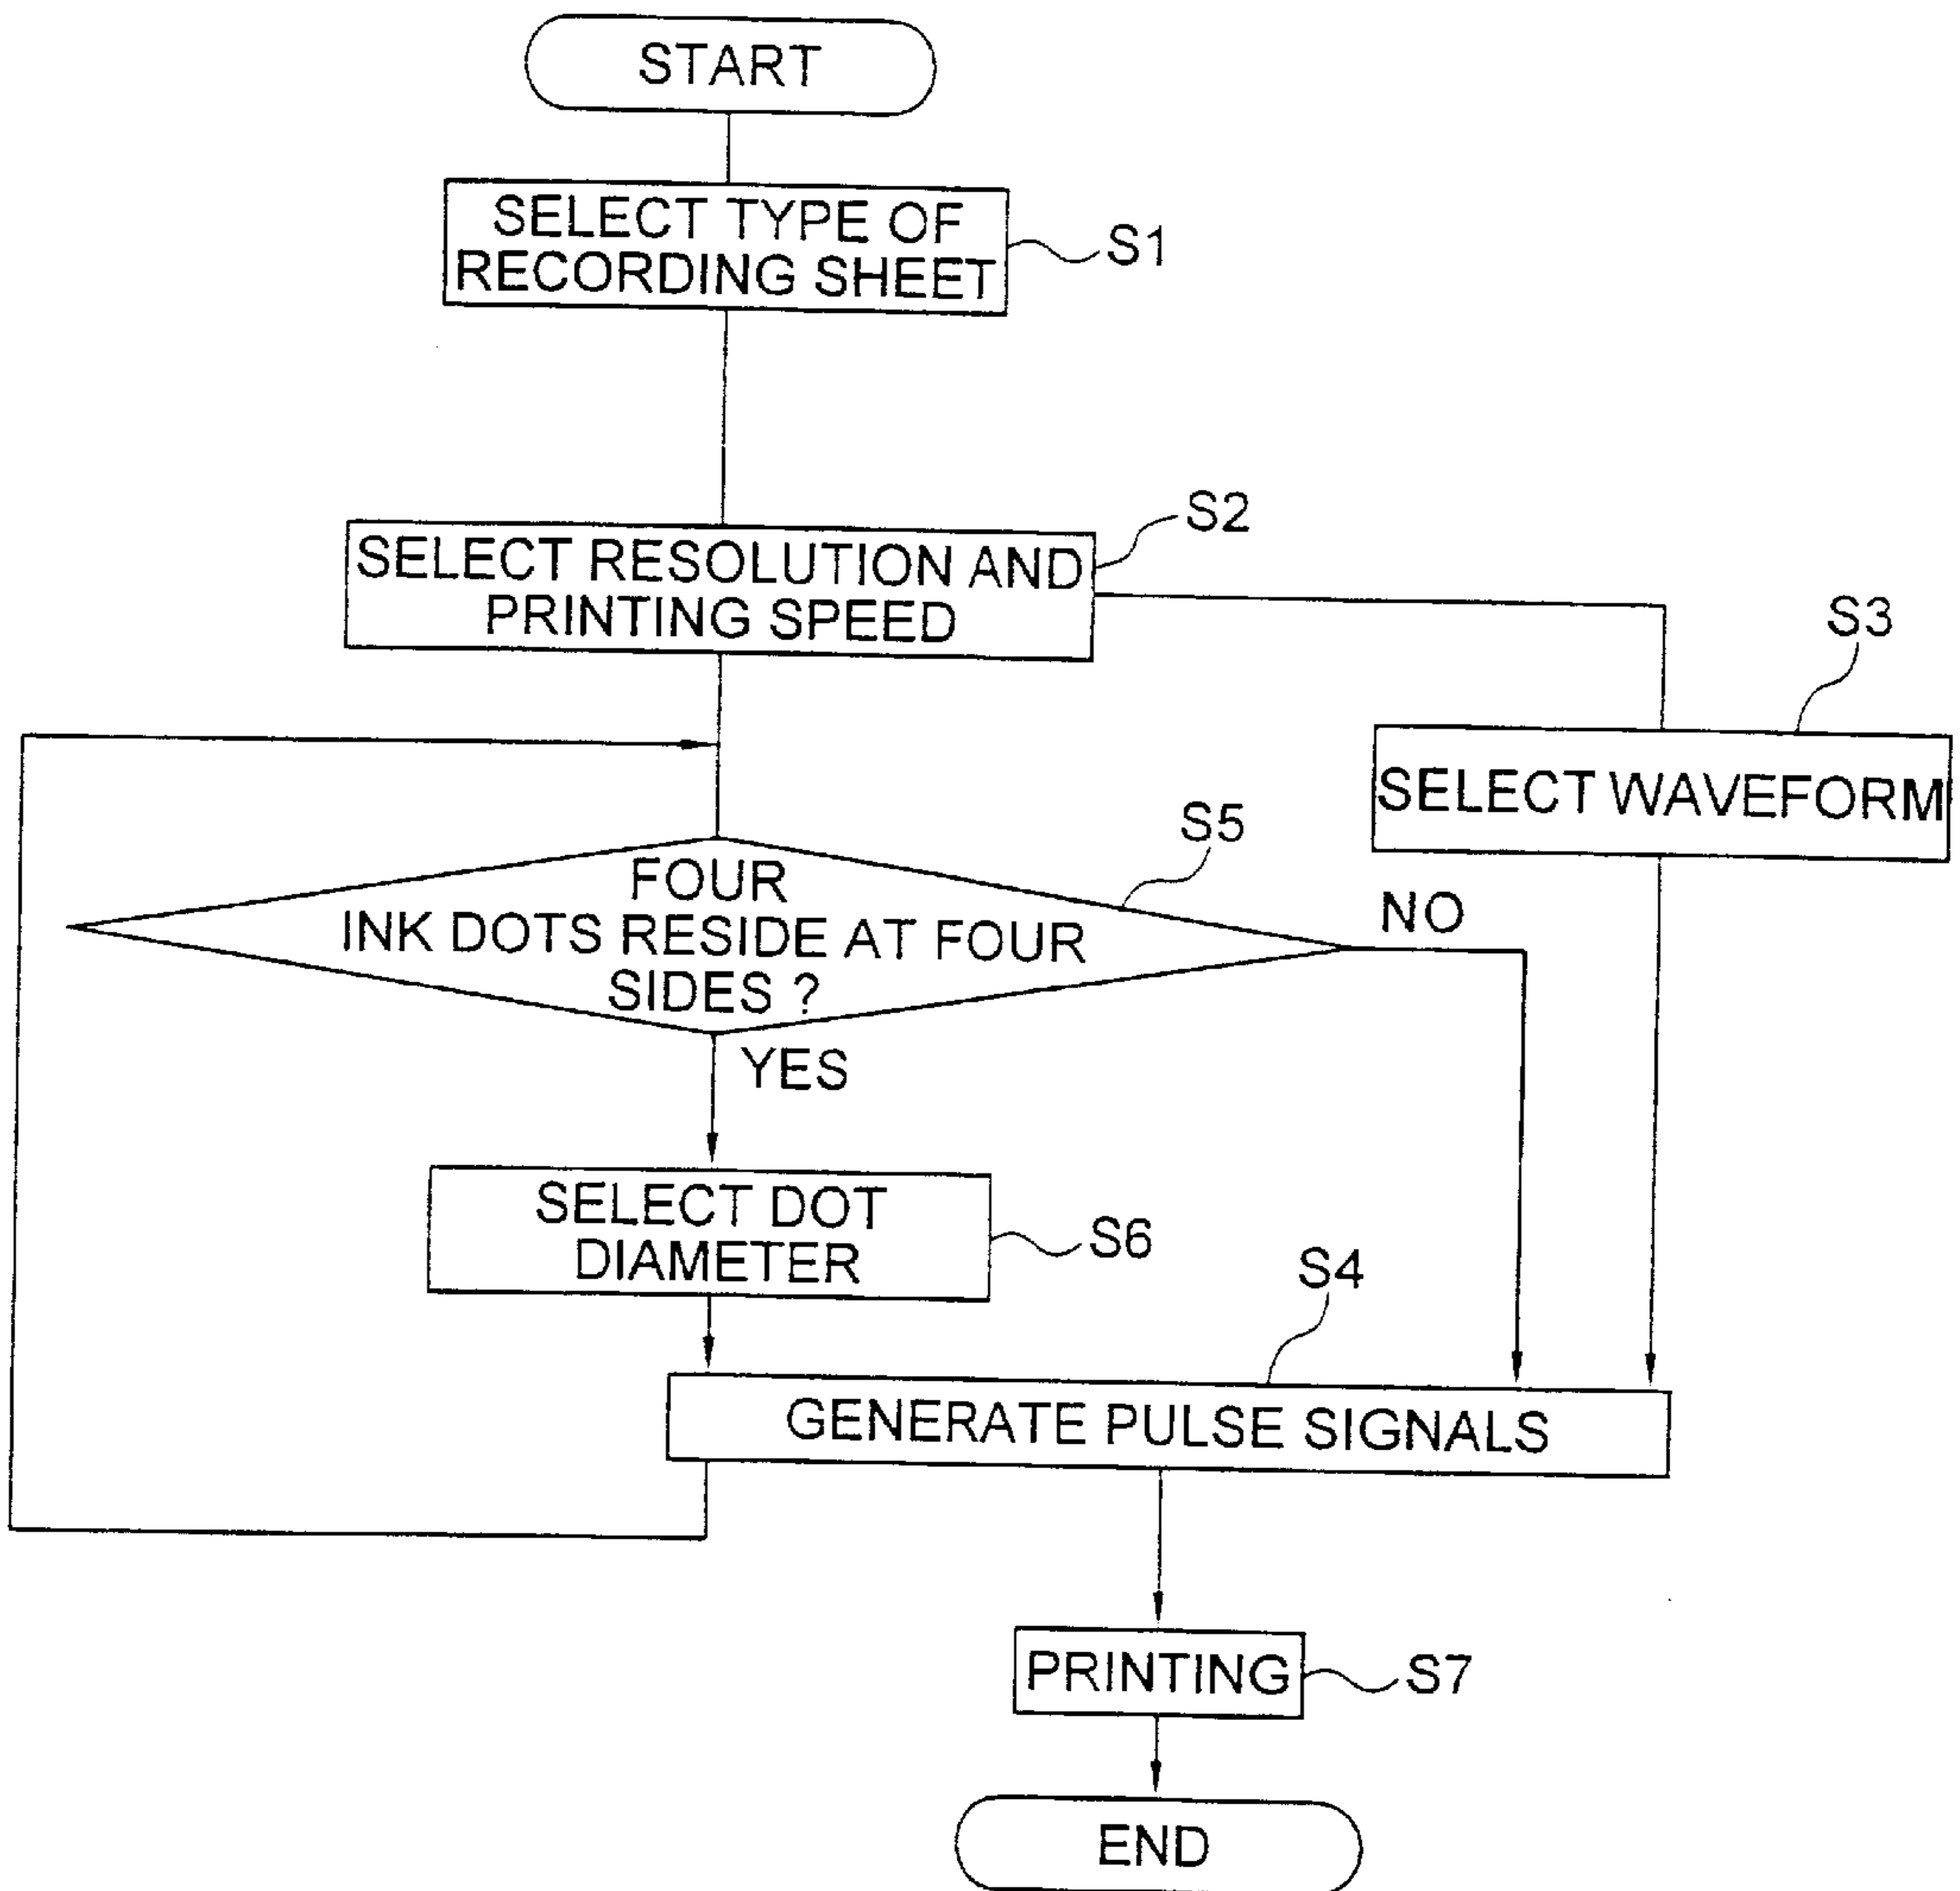 START
SELECT TYPE OF
RECORDING SHEET
S1
SELECT RESOLUTION AND
PRINTING SPEED
S2
S3
SELECT WAVEFORM
S5
FOUR
INK DOTS RESIDE AT FOUR
SIDES ?
NO
YES
SELECT DOT
DIAMETER
S6
S4
GENERATE PULSE SIGNALS
PRINTING
S7
END